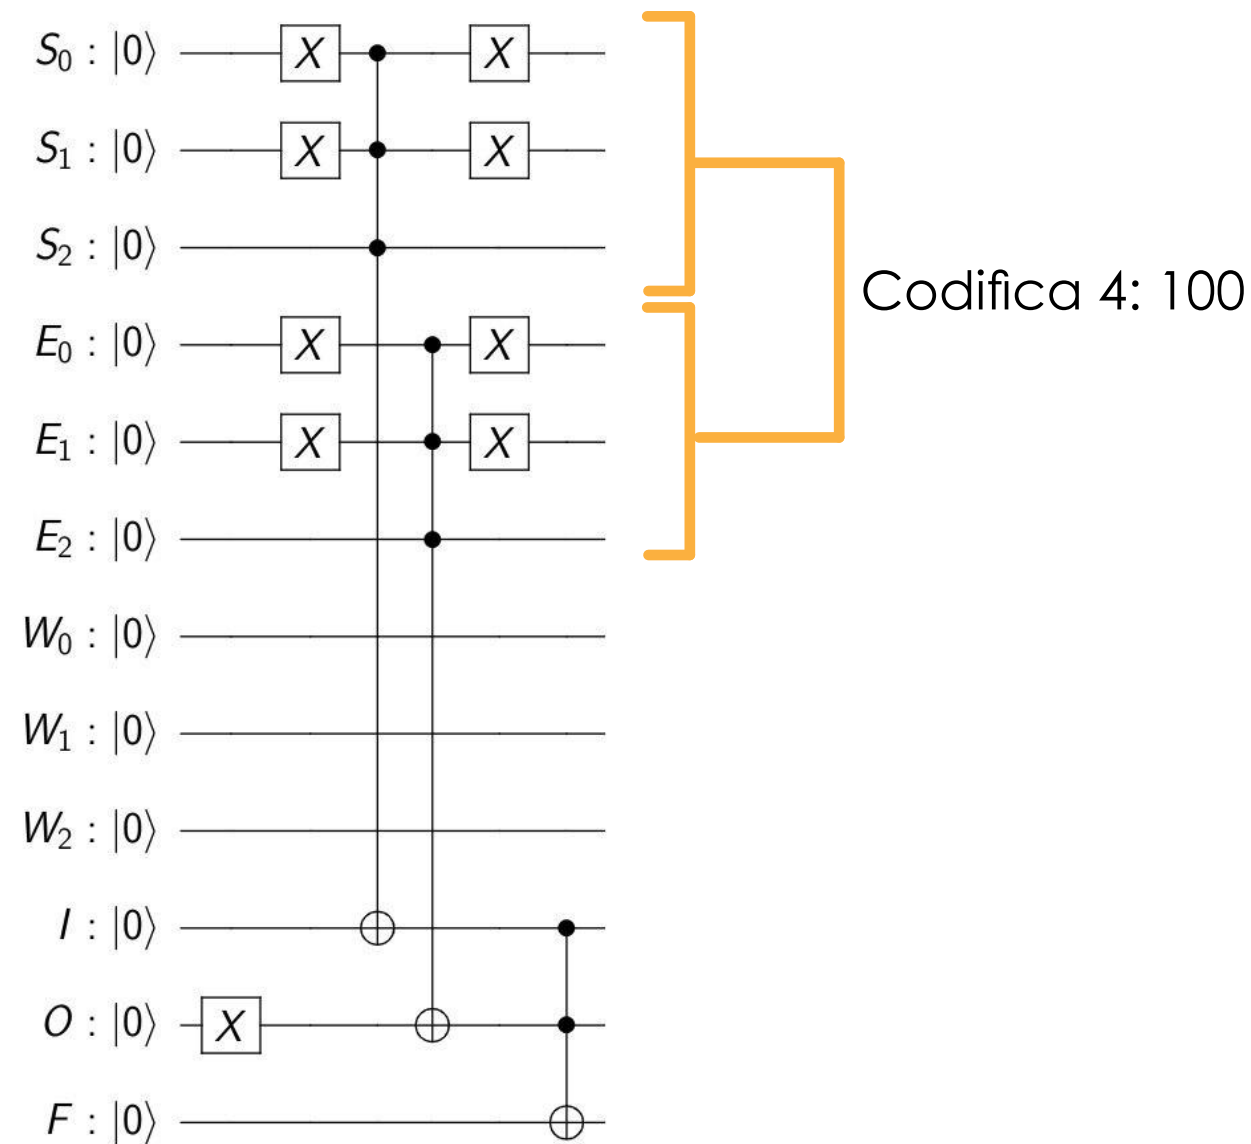 S₀ : |0⟩ X X
S₁ : |0⟩ X X
S₂ : |0⟩
Codifica 4: 100
E₀ : |0⟩ X X
E₁ : |0⟩ X X
E₂ : |0⟩
W₀ : |0⟩
W₁ : |0⟩
W₂ : |0⟩
I : |0⟩
O : |0⟩ X
F : |0⟩